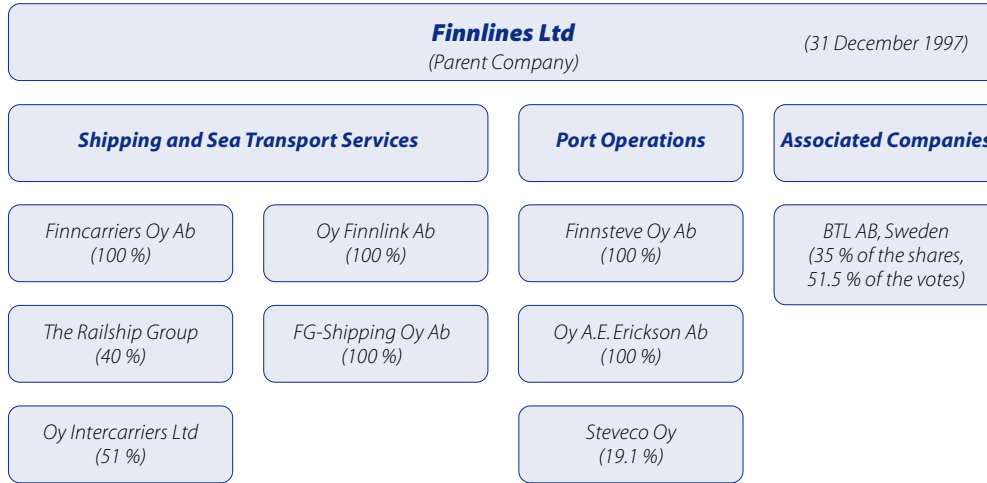 Finnlines Ltd
(Parent Company)
(31 December 1997)
Shipping and Sea Transport Services
Port Operations
Associated Companies
Finncarriers Oy Ab
(100 %)
Oy Finnlink Ab
(100 %)
Finnsteve Oy Ab
(100 %)
BTL AB, Sweden
(35 % of the shares,
51.5 % of the votes)
The Railship Group
(40 %)
FG-Shipping Oy Ab
(100 %)
Oy A.E. Erickson Ab
(100 %)
Oy Intercarriers Ltd
(51 %)
Steveco Oy
(19.1 %)